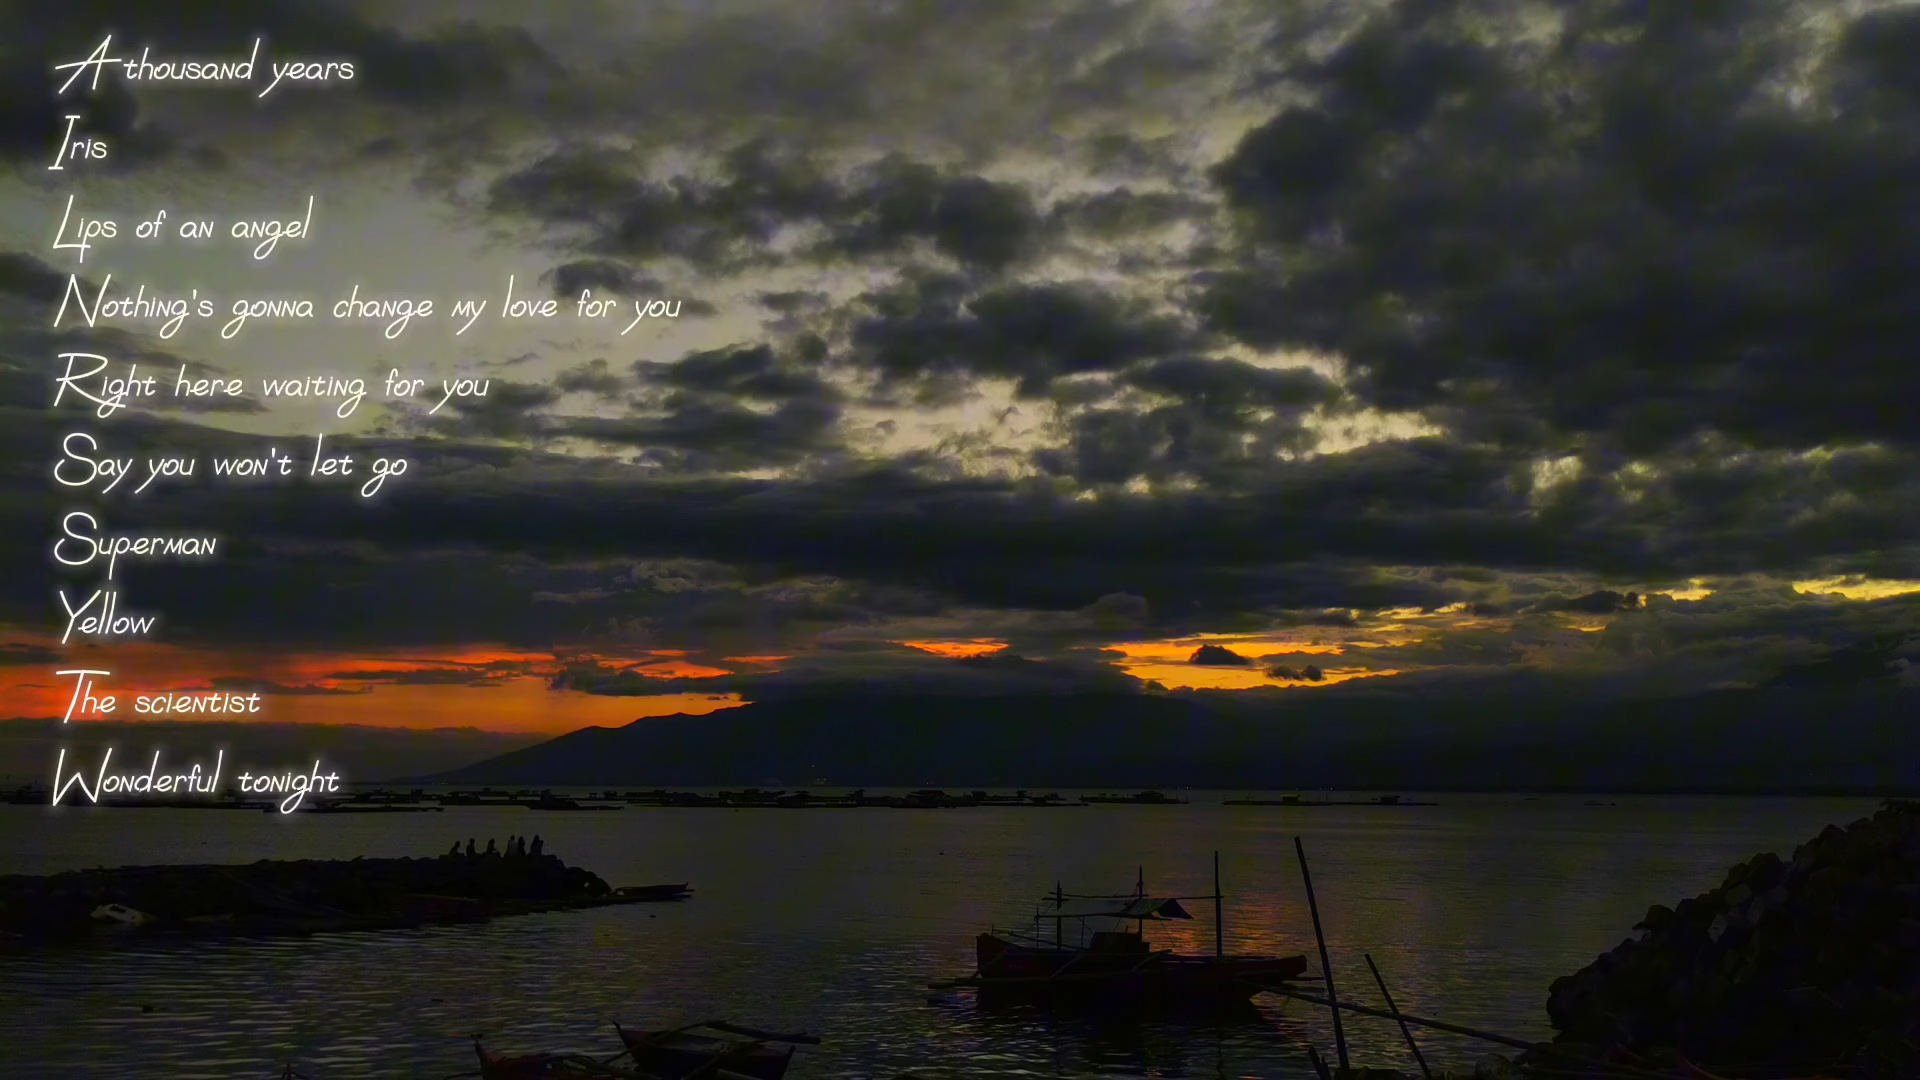 A thousand years
Iris
Lips of an angel
Nothing's gonna change my love for you
Right here waiting for you
Say you won't let go
Superman
Yellow
The scientist
Wonderful tonight